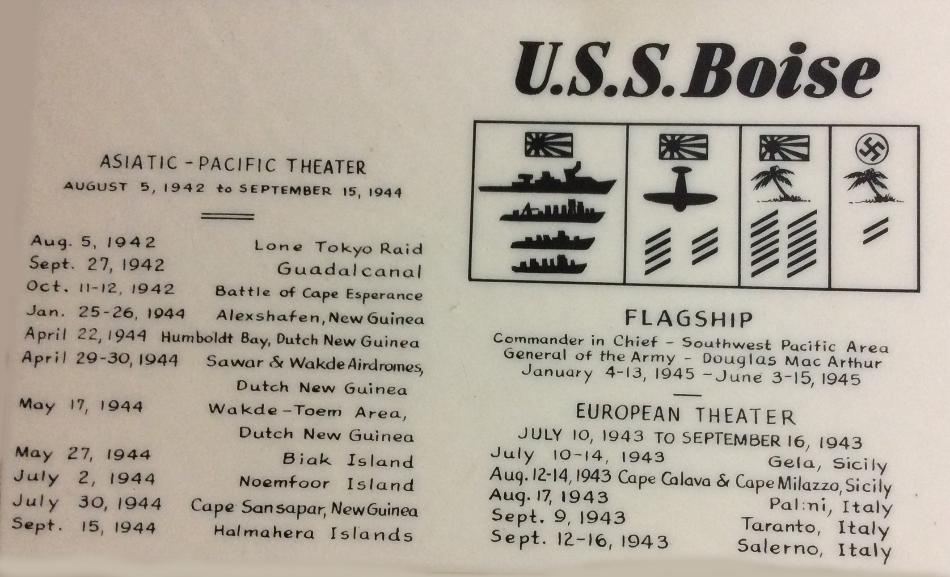 U.S.S. Boise
ASIATIC-PACIFIC THEATER
AUGUST 5, 1942 to SEPTEMBER 15, 1944
Aug. 5, 1942 Lone Tokyo Raid
Sept. 27, 1942 Guadalcanal
Oct. 11-12, 1942 Battle of Cape Esperance
Jan. 25-26, 1944 Alexshafen, New Guinea
April 22, 1944 Humboldt Bay, Dutch New Guinea
April 29-30, 1944 Sawar & Wakde Airdromes,
Dutch New Guinea
May 17, 1944 Wakde-Toem Area,
Dutch New Guinea
May 27, 1944 Biak Island
July 2, 1944 Noemfoor Island
July 30, 1944 Cape Sansapar, New Guinea
Sept. 15, 1944 Halmahera Islands
FLAGSHIP
Commander in Chief - Southwest Pacific Area
General of the Army - Douglas Mac Arthur
January 4-13, 1945 - June 3-15, 1945
EUROPEAN THEATER
JULY 10, 1943 TO SEPTEMBER 16, 1943
July 10-14, 1943 Gela, Sicily
Aug. 12-14, 1943 Cape Calava & Cape Milazzo, Sicily
Aug. 17, 1943 Palmi, Italy
Sept. 9, 1943 Taranto, Italy
Sept. 12-16, 1943 Salerno, Italy